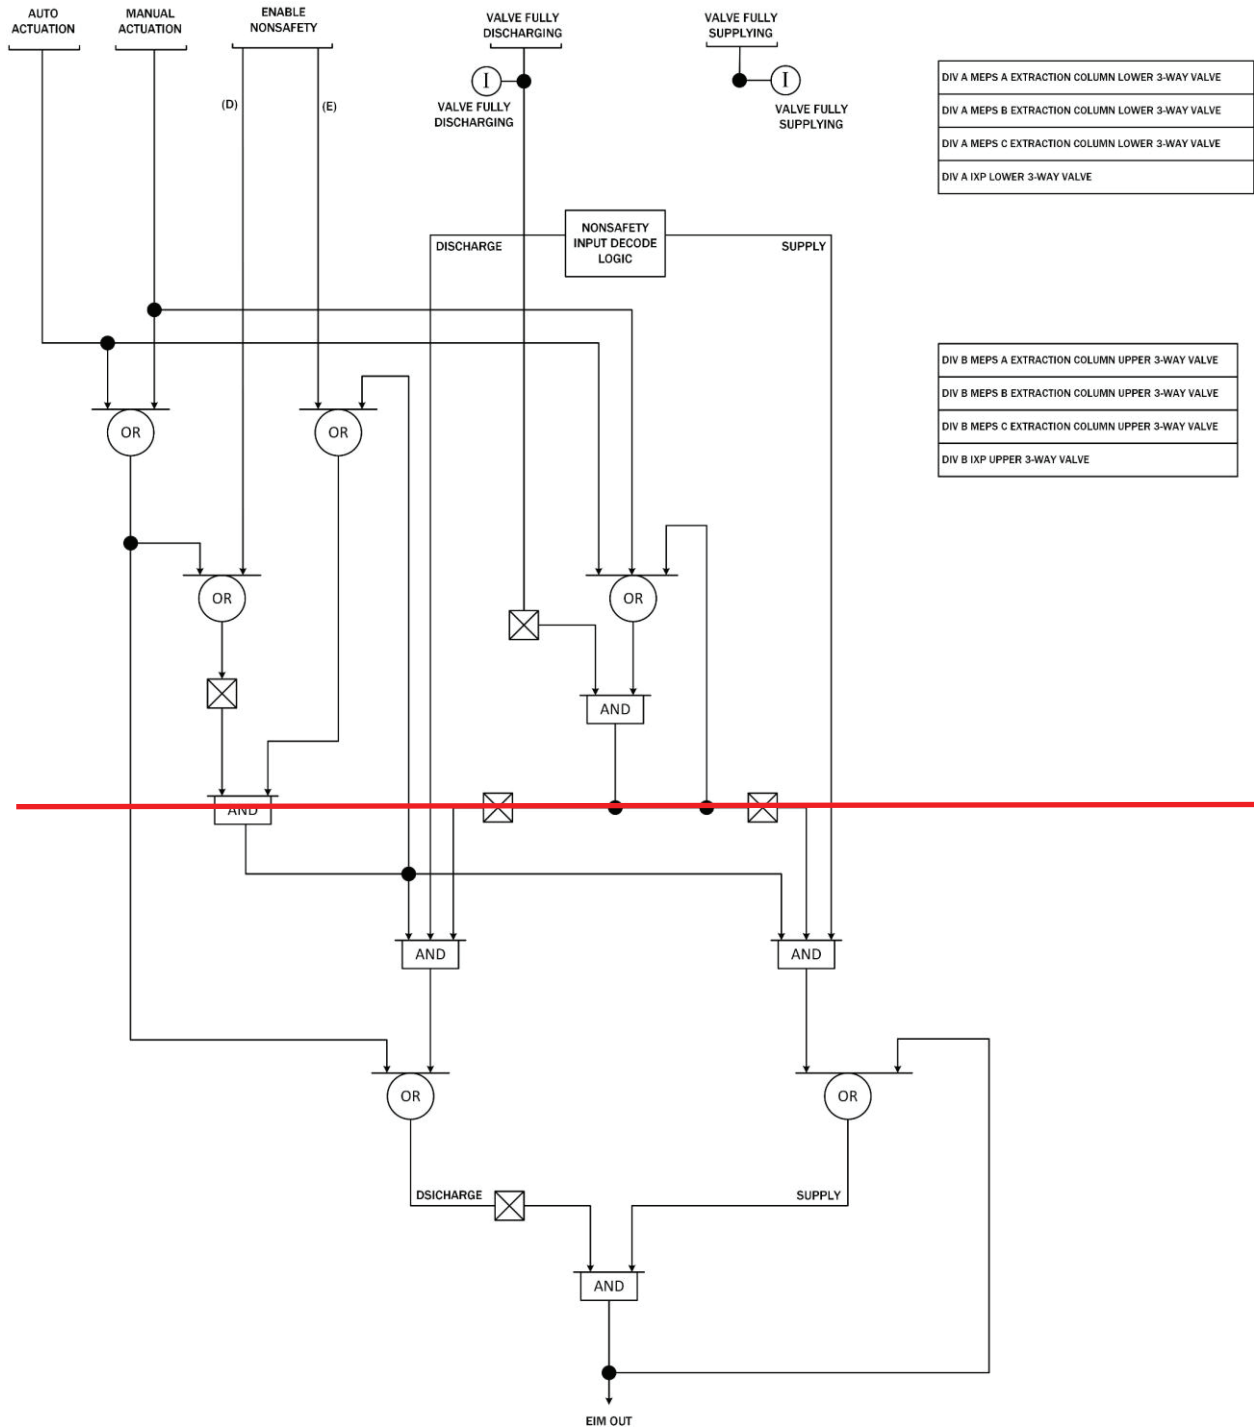 AUTO
ACTUATION
MANUAL
ACTUATION
ENABLE
NONSAFETY
VALVE FULLY
DISCHARGING
VALVE FULLY
SUPPLYING
I
VALVE FULLY
DISCHARGING
I
VALVE FULLY
SUPPLYING
(D)
(E)
DIV A MEPS A EXTRACTION COLUMN LOWER 3-WAY VALVE
DIV A MEPS B EXTRACTION COLUMN LOWER 3-WAY VALVE
DIV A MEPS C EXTRACTION COLUMN LOWER 3-WAY VALVE
DIV A IXP LOWER 3-WAY VALVE
DISCHARGE
NONSAFETY
INPUT DECODE
LOGIC
SUPPLY
DIV B MEPS A EXTRACTION COLUMN UPPER 3-WAY VALVE
DIV B MEPS B EXTRACTION COLUMN UPPER 3-WAY VALVE
DIV B MEPS C EXTRACTION COLUMN UPPER 3-WAY VALVE
DIV B IXP UPPER 3-WAY VALVE
OR
OR
OR
OR
AND
AND
AND
AND
OR
OR
DSICHARGE
SUPPLY
AND
EIM OUT